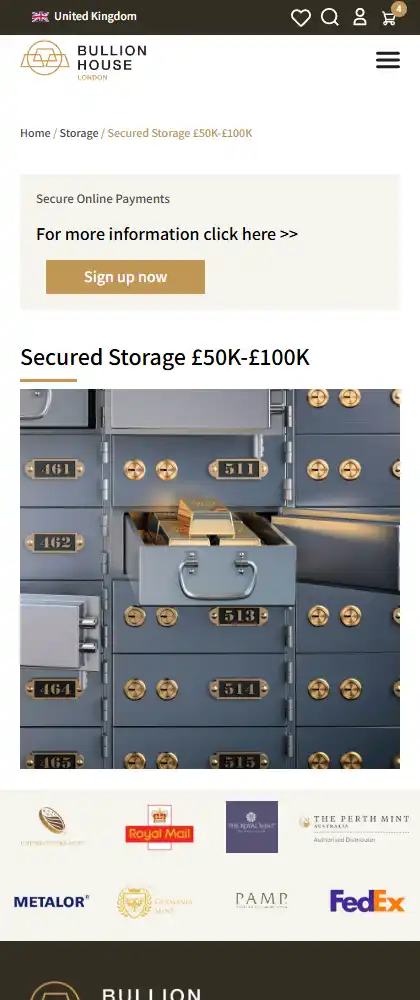 United Kingdom
4
BULLION
HOUSE
LONDON
Home / Storage / Secured Storage £50K-£100K
Secure Online Payments
For more information click here >>
Sign up now
Secured Storage £50K-£100K
461
511
462
513
464
514
465
515
Royal Mail
THE ROYAL MINT
THE PERTH MINT
AUSTRALIA
Authorised Distributor
METALOR®
GERMANIA
MINT
PAMP
FedEx
BULLION